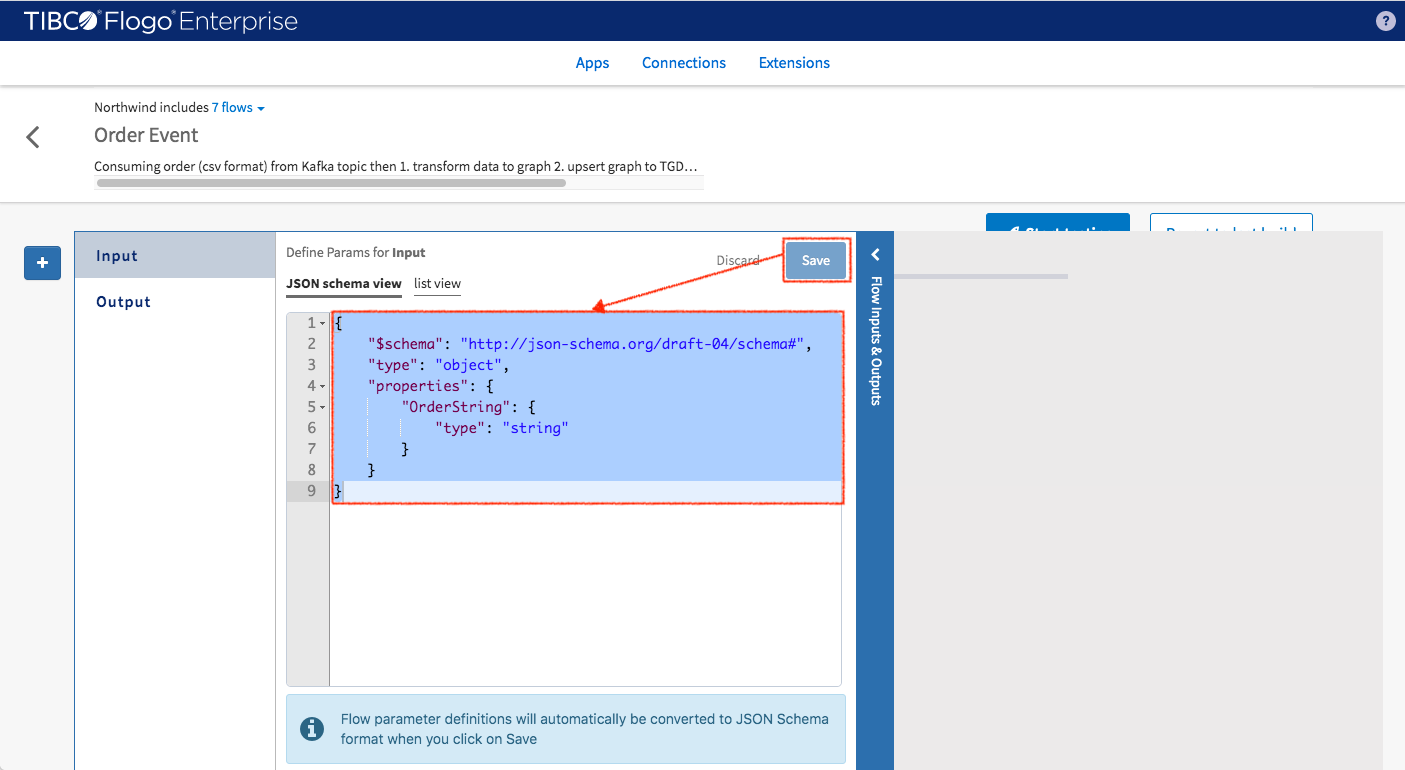 TIBCO® Flogo® Enterprise
?
Apps Connections Extensions
Northwind includes 7 flows
Order Event
Consuming order (csv format) from Kafka topic then 1. transform data to graph 2. upsert graph to TGD...
+
Input
Output
Define Params for Input
Discard
Save
JSON schema view list view
1 {
2 "$schema": "http://json-schema.org/draft-04/schema#",
3 "type": "object",
4 "properties": {
5 "OrderString": {
6 "type": "string"
7 }
8 }
9 }
Flow parameter definitions will automatically be converted to JSON Schema
format when you click on Save
Flow Inputs & Outputs